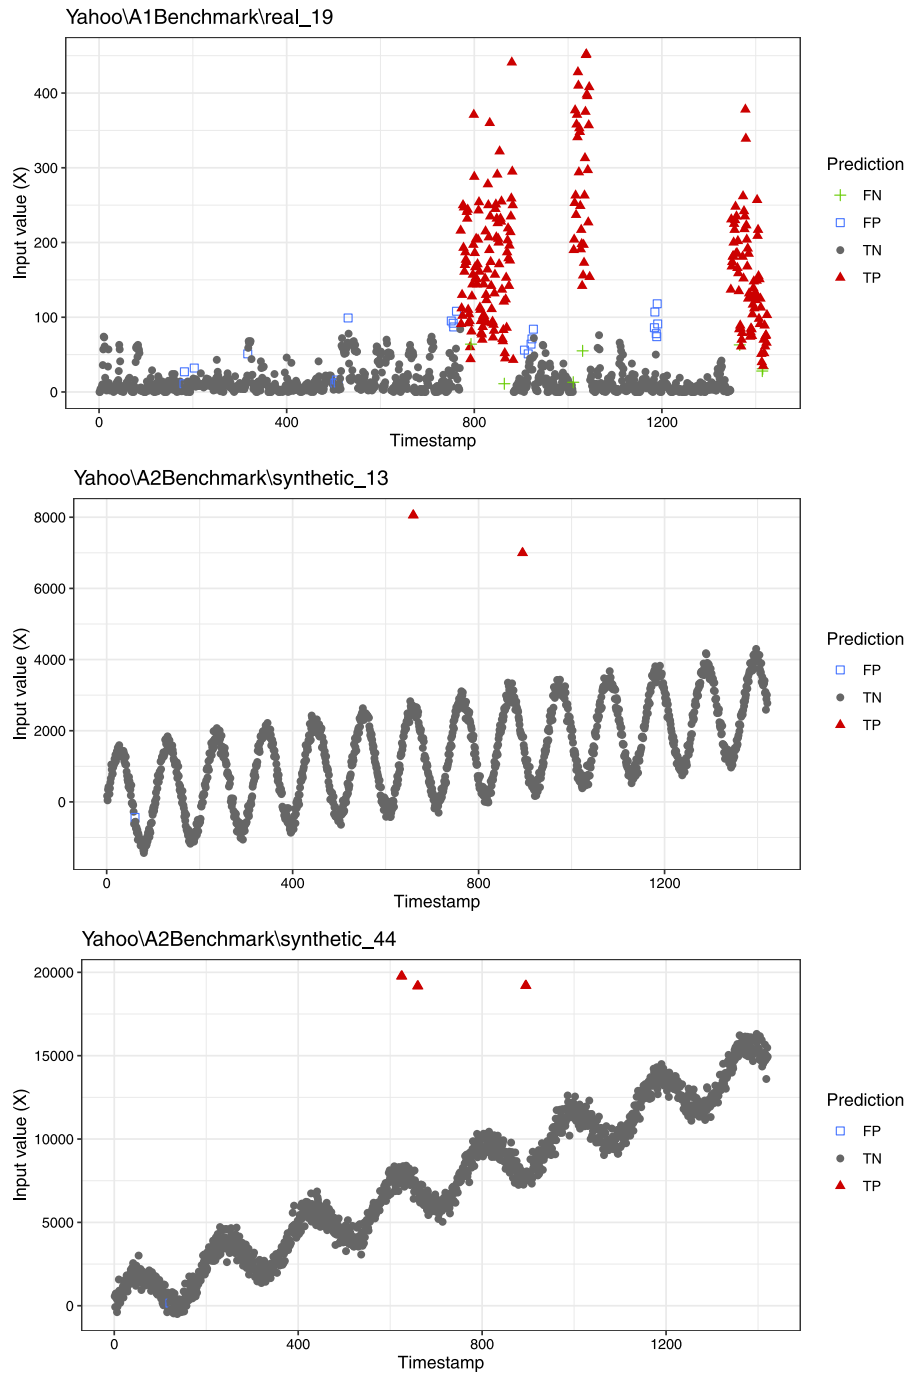 Yahoo\A1Benchmark\real_19
Input value (X)
400
300
200
100
0
0 400 800 1200
Timestamp
Prediction
FN
FP
TN
TP
Yahoo\A2Benchmark\synthetic_13
Input value (X)
8000
6000
4000
2000
0
0 400 800 1200
Timestamp
Prediction
FP
TN
TP
Yahoo\A2Benchmark\synthetic_44
Input value (X)
20000
15000
10000
5000
0
0 400 800 1200
Timestamp
Prediction
FP
TN
TP